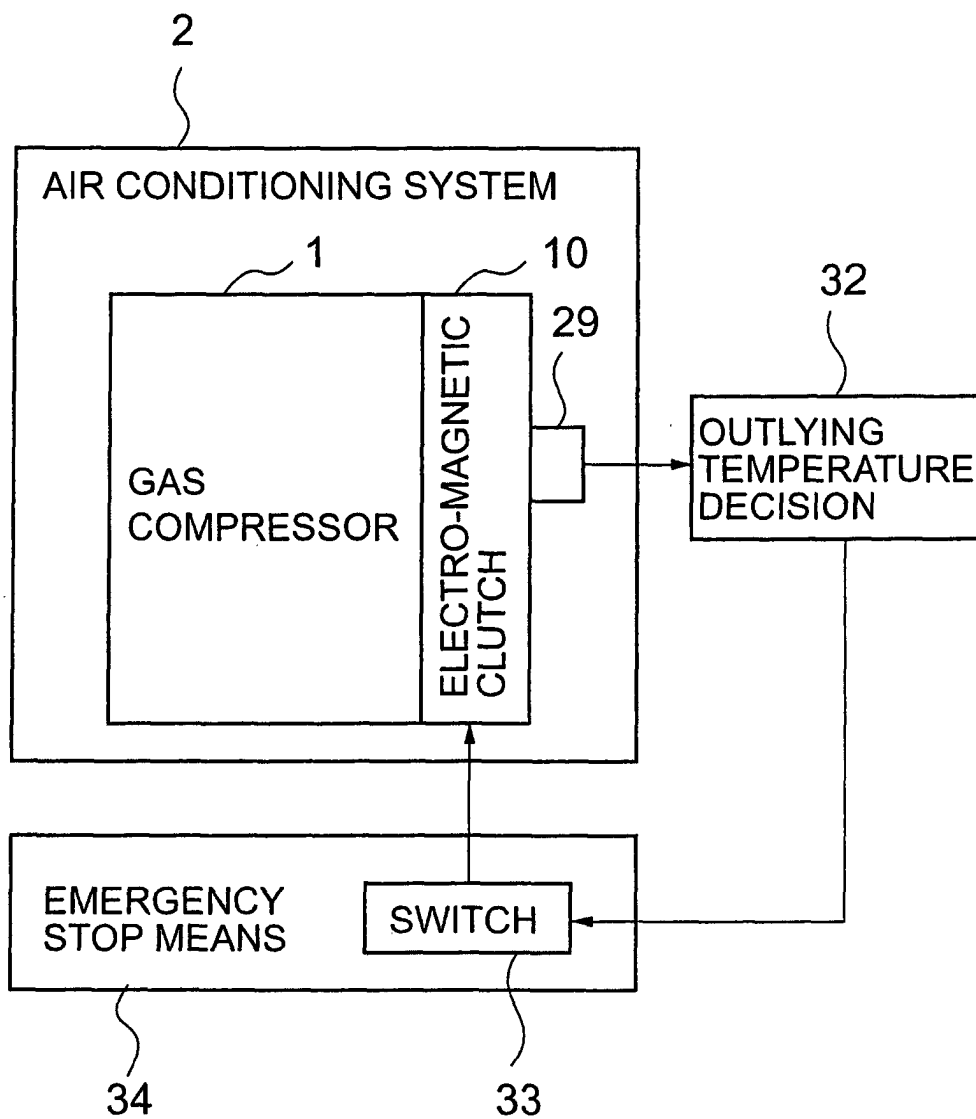 2
AIR CONDITIONING SYSTEM
1
10
29
32
GAS
COMPRESSOR
ELECTRO-MAGNETIC
CLUTCH
OUTLYING
TEMPERATURE
DECISION
EMERGENCY
STOP MEANS
SWITCH
34
33